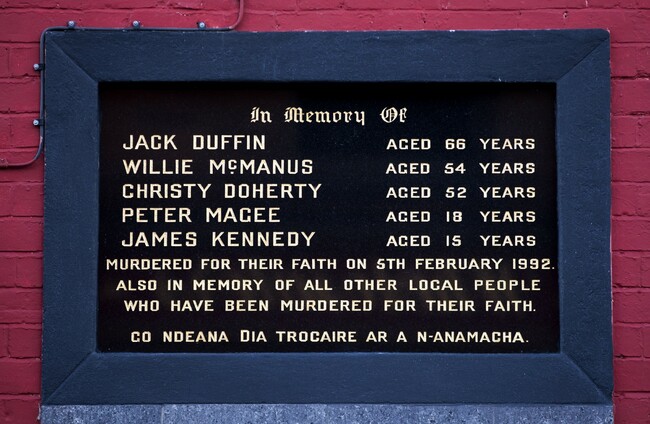 In Memory Of
JACK DUFFIN AGED 66 YEARS
WILLIE McMANUS AGED 54 YEARS
CHRISTY DOHERTY AGED 52 YEARS
PETER MAGEE AGED 18 YEARS
JAMES KENNEDY AGED 15 YEARS
MURDERED FOR THEIR FAITH ON 5TH FEBRUARY 1992.
ALSO IN MEMORY OF ALL OTHER LOCAL PEOPLE
WHO HAVE BEEN MURDERED FOR THEIR FAITH.
GO NDEANA DIA TROCAIRE AR A N-ANAMACHA.